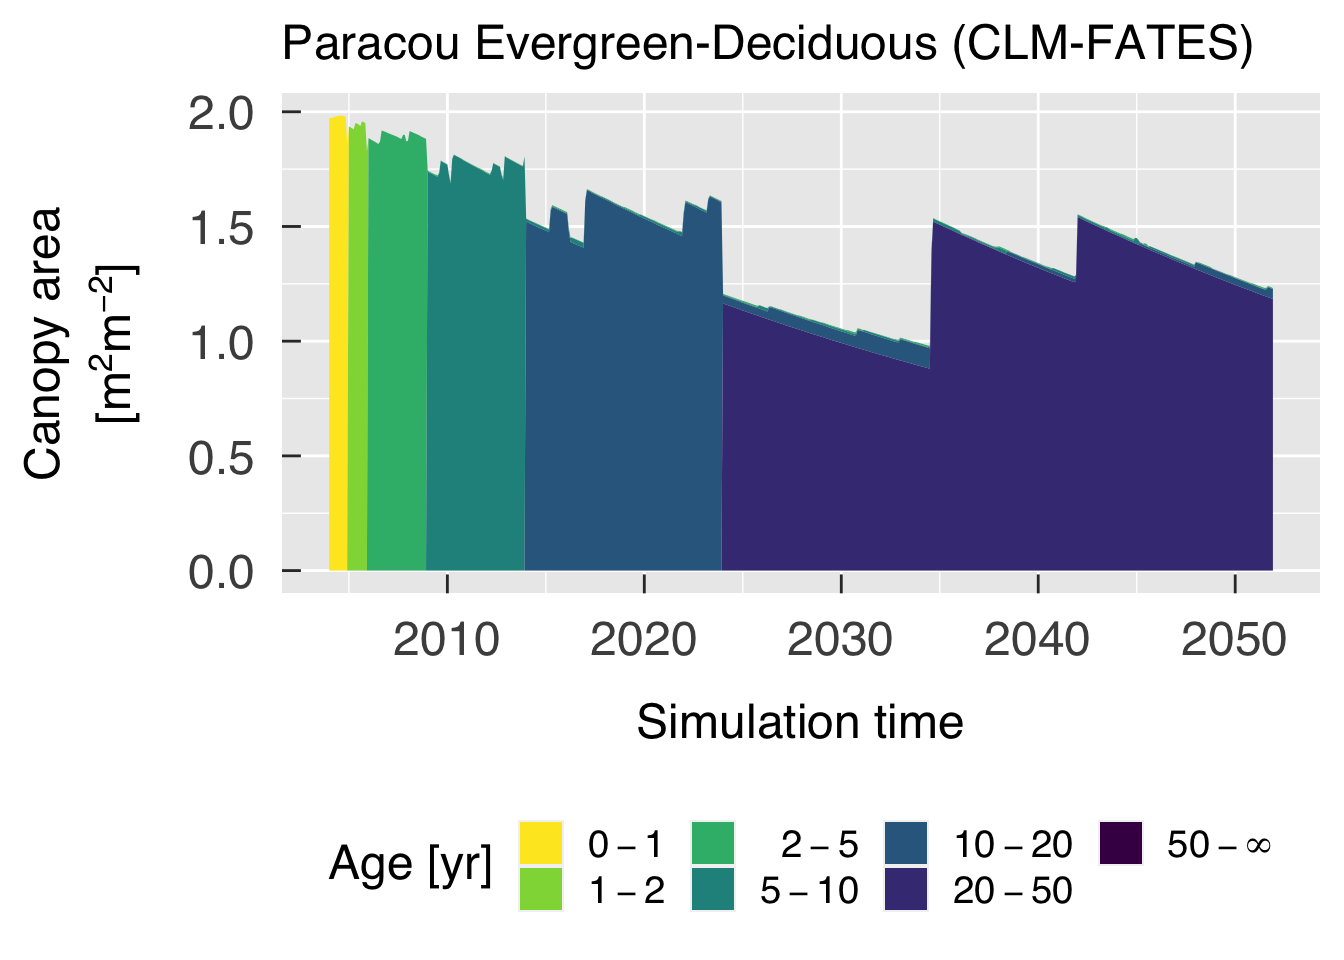 Paracou Evergreen-Deciduous (CLM-FATES)
Canopy area
[m²m⁻²]
2.0
1.5
1.0
0.5
0.0
2010 2020 2030 2040 2050
Simulation time
Age [yr]
0 – 1 2 – 5 10 – 20 50 – ∞
1 – 2 5 – 10 20 – 50